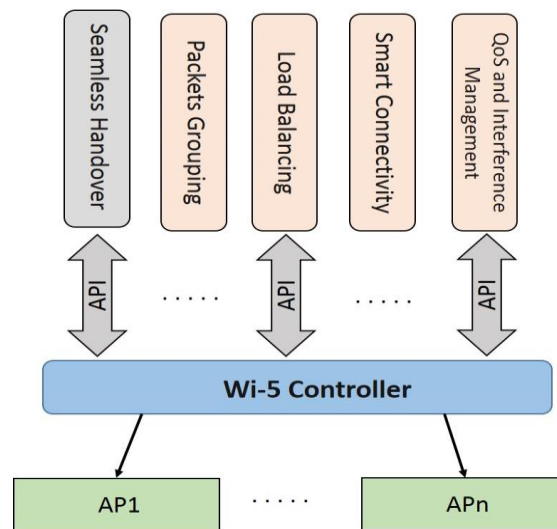 Seamless Handover
Packets Grouping
Load Balancing
Smart Connectivity
QoS and Interference
Management
API
. . . . .
API
. . . . .
API
Wi-5 Controller
AP1
. . . . .
APn